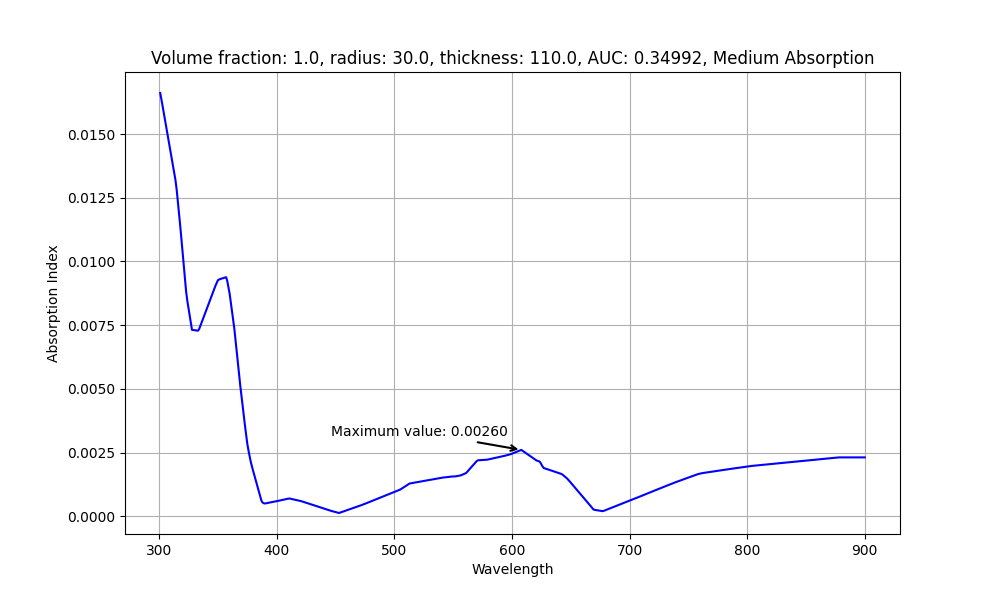 Volume fraction: 1.0, radius: 30.0, thickness: 110.0, AUC: 0.34992, Medium Absorption
0.0150
0.0125
0.0100
0.0075
0.0050
0.0025
0.0000
Absorption Index
Maximum value: 0.00260
300 400 500 600 700 800 900
Wavelength